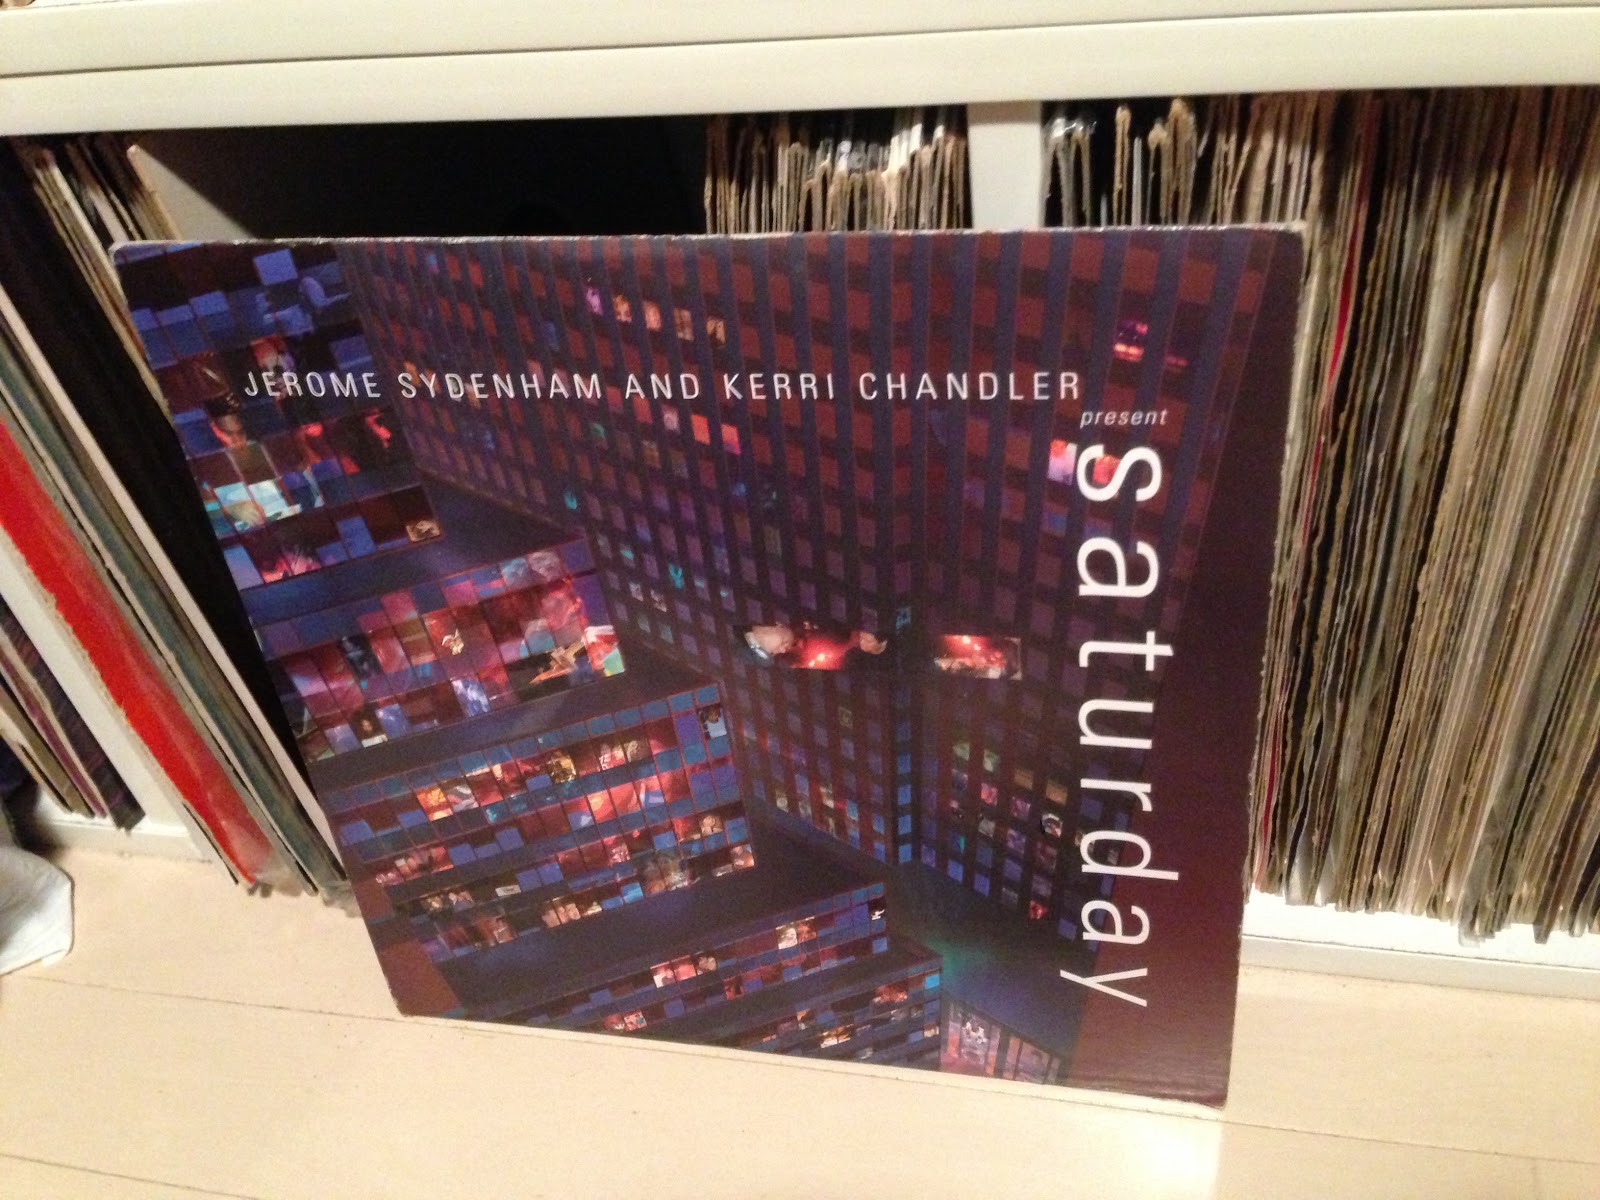 JEROME SYDENHAM AND KERRI CHANDLER
present
saturday